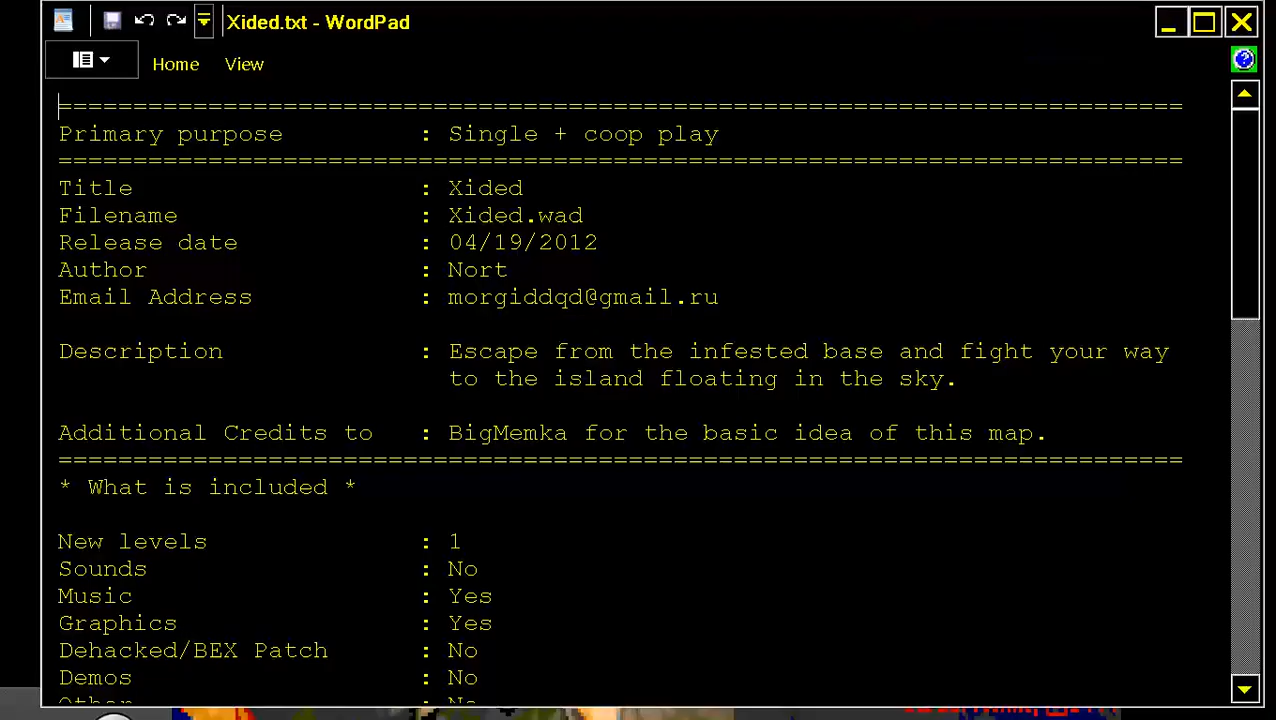 Xided.txt - WordPad
Home View
===========================================================================
Primary purpose : Single + coop play
===========================================================================
Title : Xided
Filename : Xided.wad
Release date : 04/19/2012
Author : Nort
Email Address : morgiddqd@gmail.ru
Description : Escape from the infested base and fight your way
to the island floating in the sky.
Additional Credits to : BigMemka for the basic idea of this map.
===========================================================================
* What is included *
New levels : 1
Sounds : No
Music : Yes
Graphics : Yes
Dehacked/BEX Patch : No
Demos : No
Other : No